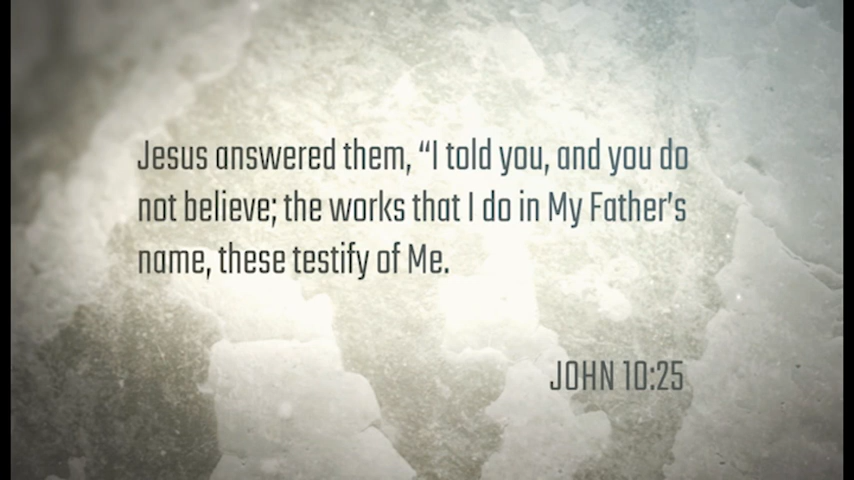 Jesus answered them, “I told you, and you do
not believe; the works that I do in My Father’s
name, these testify of Me.
JOHN 10:25